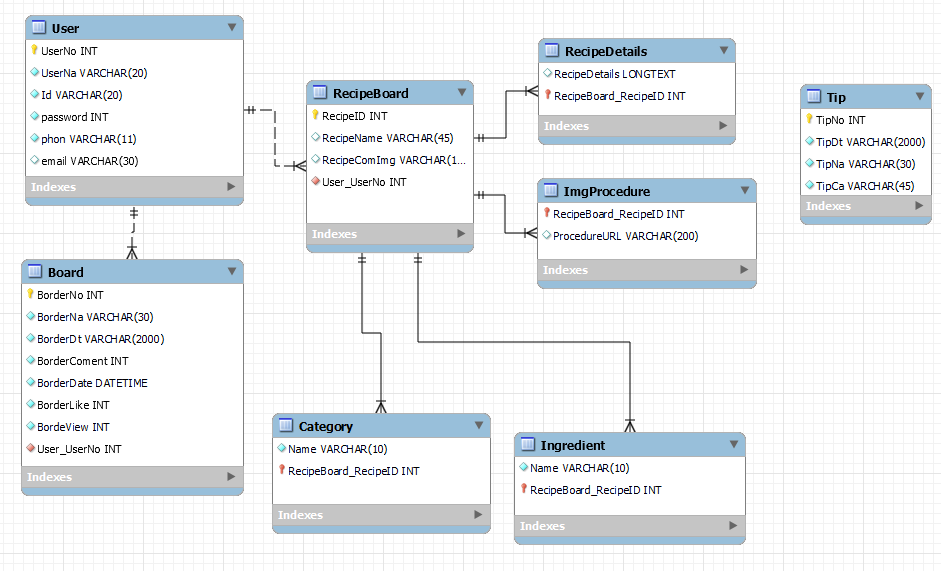 User
UserNo INT
UserNa VARCHAR(20)
Id VARCHAR(20)
password INT
phon VARCHAR(11)
email VARCHAR(30)
Indexes
Board
BorderNo INT
BorderNa VARCHAR(30)
BorderDt VARCHAR(2000)
BorderComent INT
BorderDate DATETIME
BorderLike INT
BordeView INT
User_UserNo INT
Indexes
RecipeBoard
RecipeID INT
RecipeName VARCHAR(45)
RecipeComImg VARCHAR(1...
User_UserNo INT
Indexes
RecipeDetails
RecipeDetails LONGTEXT
RecipeBoard_RecipeID INT
Indexes
ImgProcedure
RecipeBoard_RecipeID INT
ProcedureURL VARCHAR(200)
Indexes
Tip
TipNo INT
TipDt VARCHAR(2000)
TipNa VARCHAR(30)
TipCa VARCHAR(45)
Indexes
Category
Name VARCHAR(10)
RecipeBoard_RecipeID INT
Indexes
Ingredient
Name VARCHAR(10)
RecipeBoard_RecipeID INT
Indexes